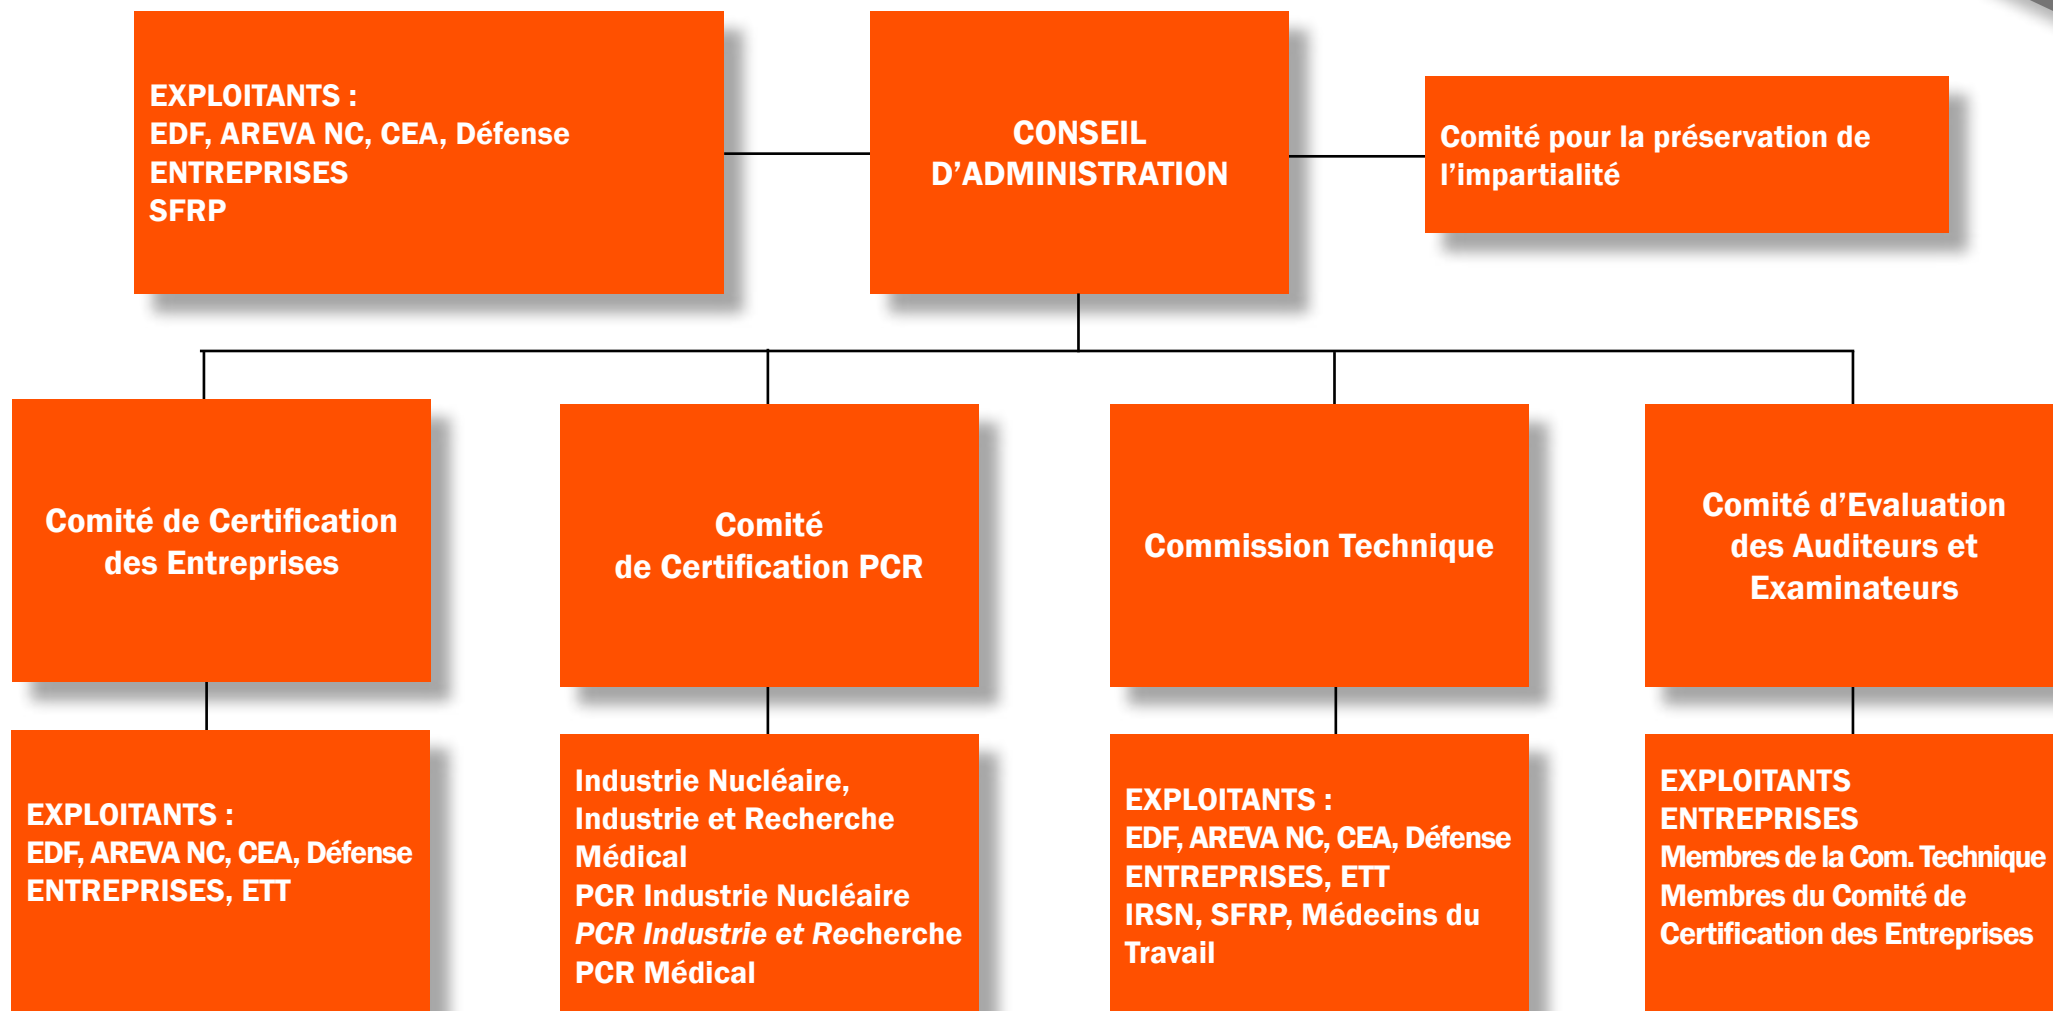 EXPLOITANTS :
EDF, AREVA NC, CEA, Défense
ENTREPRISES
SFRP
CONSEIL
D’ADMINISTRATION
Comité pour la préservation de
l’impartialité
Comité de Certification
des Entreprises
Comité
de Certification PCR
Commission Technique
Comité d’Evaluation
des Auditeurs et
Examinateurs
EXPLOITANTS :
EDF, AREVA NC, CEA, Défense
ENTREPRISES, ETT
Industrie Nucléaire,
Industrie et Recherche
Médical
PCR Industrie Nucléaire
PCR Industrie et Recherche
PCR Médical
EXPLOITANTS :
EDF, AREVA NC, CEA, Défense
ENTREPRISES, ETT
IRSN, SFRP, Médecins du
Travail
EXPLOITANTS
ENTREPRISES
Membres de la Com. Technique
Membres du Comité de
Certification des Entreprises